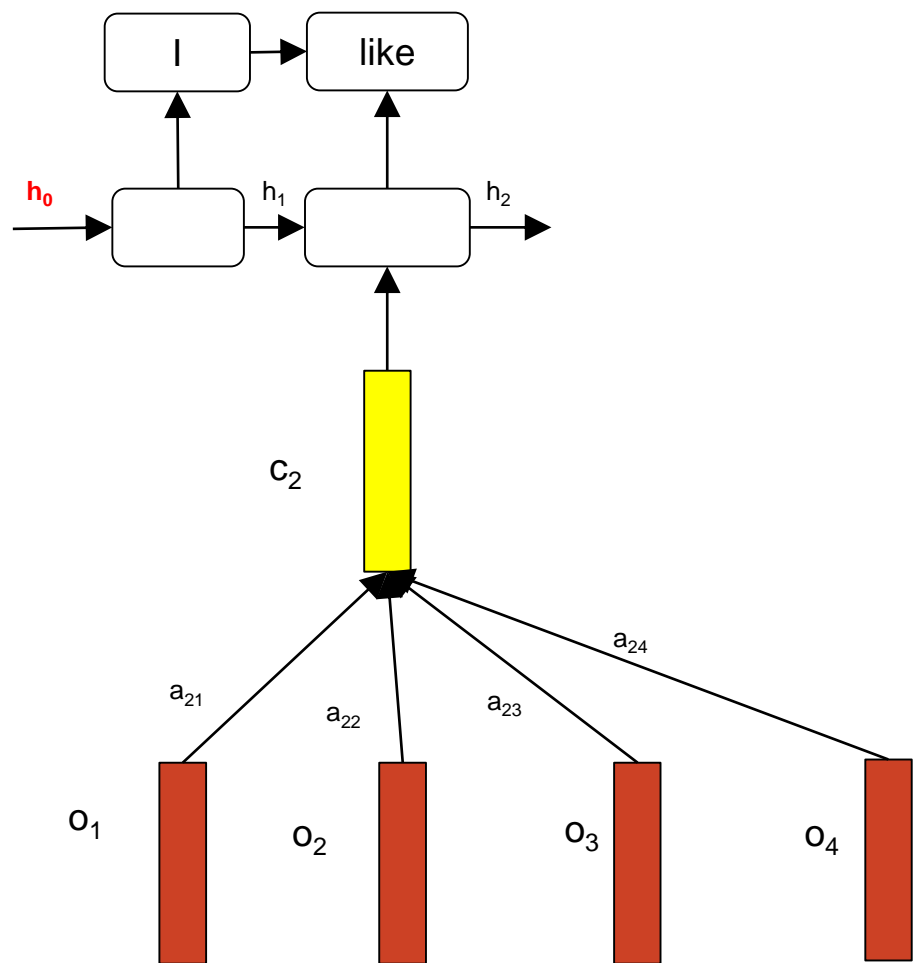 I like
h₀ h₁ h₂
c₂
a₂₄
a₂₁ a₂₂ a₂₃
o₁ o₂ o₃ o₄